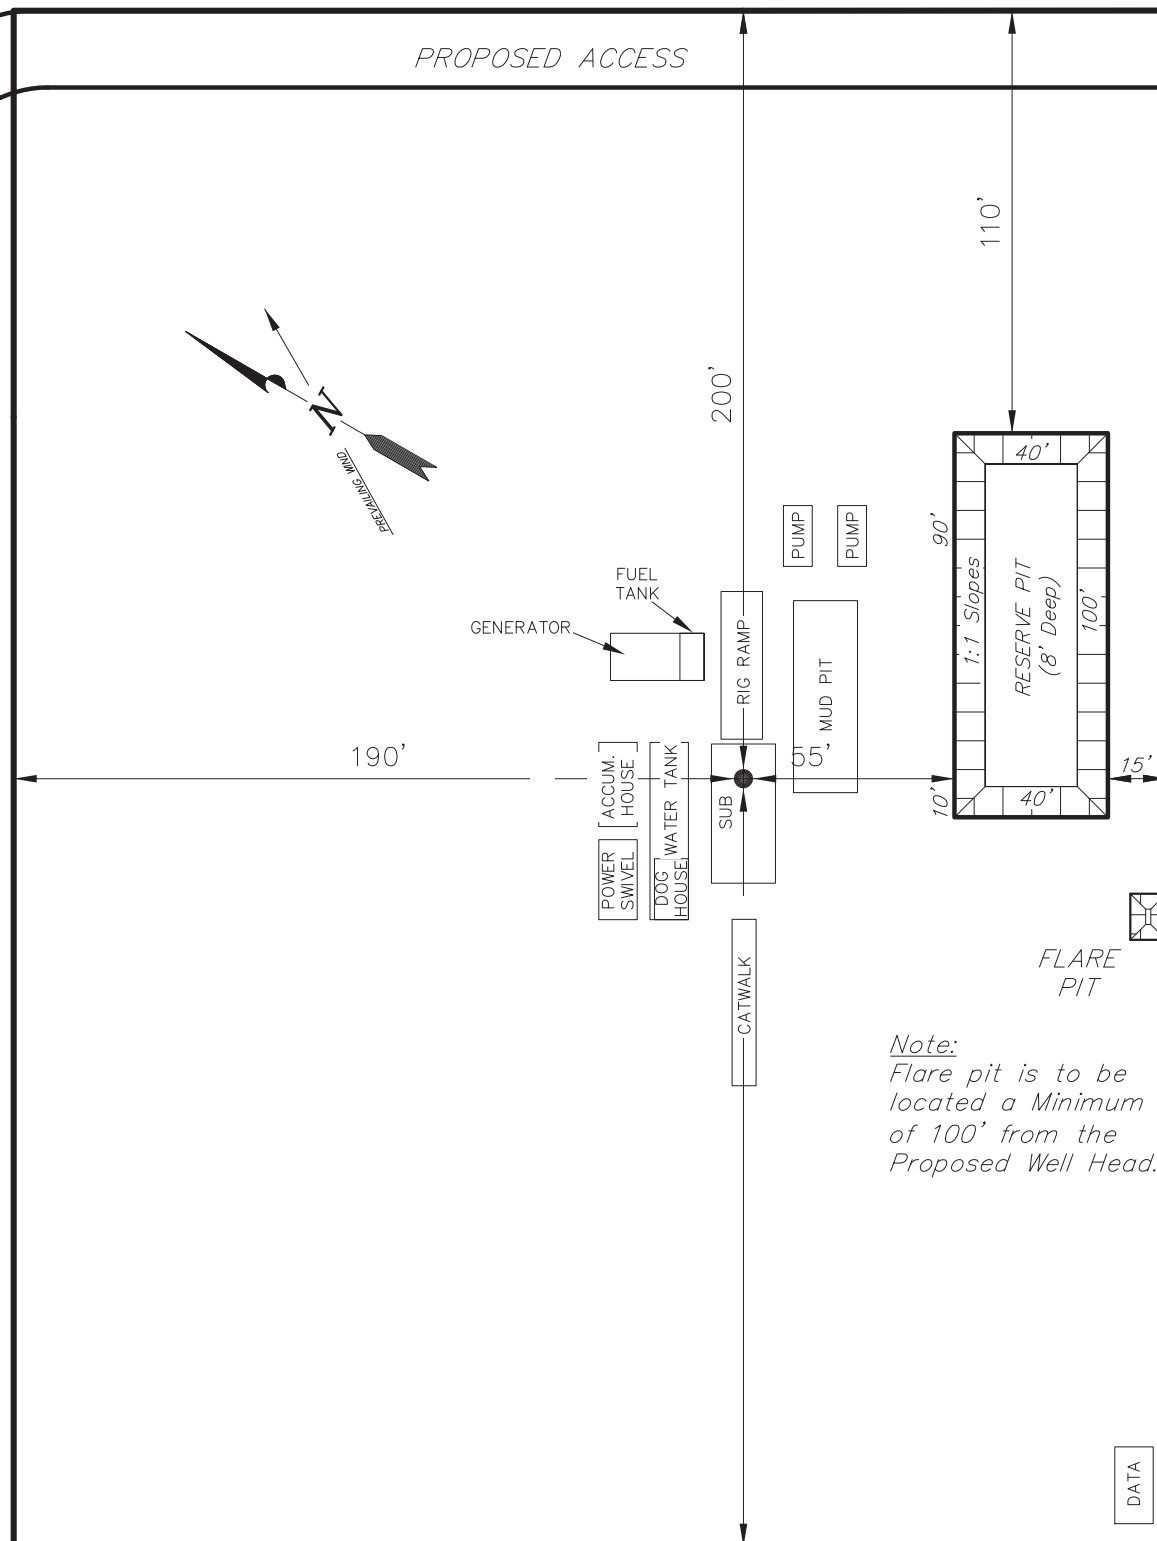 PROPOSED ACCESS
110'
200'
N
PREVAILING WIND
40'
90'
PUMP
PUMP
FUEL
TANK
GENERATOR
RIG RAMP
MUD PIT
1:1 Slopes
RESERVE PIT
(8' Deep)
100'
190'
55'
15'
ACCUM.
HOUSE
WATER TANK
SUB
10'
40'
POWER
SWIVEL
DOG
HOUSE
CATWALK
FLARE
PIT
Note:
Flare pit is to be
located a Minimum
of 100' from the
Proposed Well Head.
DATA